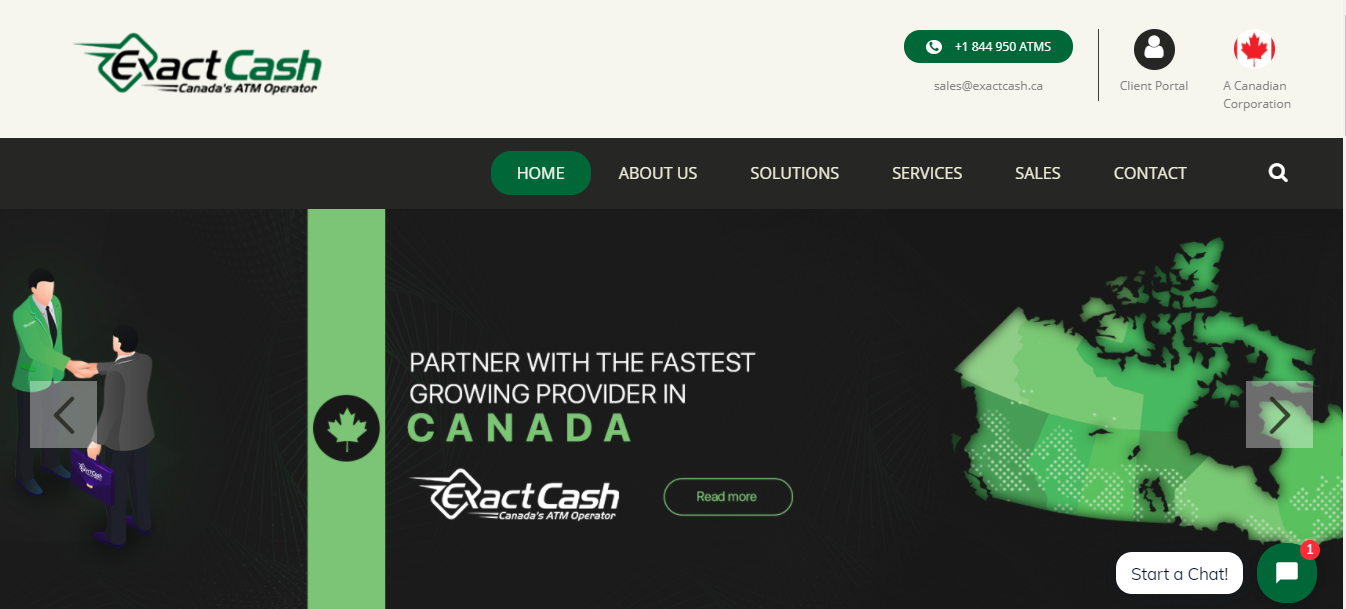 ExactCash
Canada's ATM Operator
+1 844 950 ATMS
sales@exactcash.ca
Client Portal
A Canadian
Corporation
HOME
ABOUT US
SOLUTIONS
SERVICES
SALES
CONTACT
PARTNER WITH THE FASTEST
GROWING PROVIDER IN
CANADA
ExactCash
Canada's ATM Operator
Read more
ExactCash
Start a Chat!
1